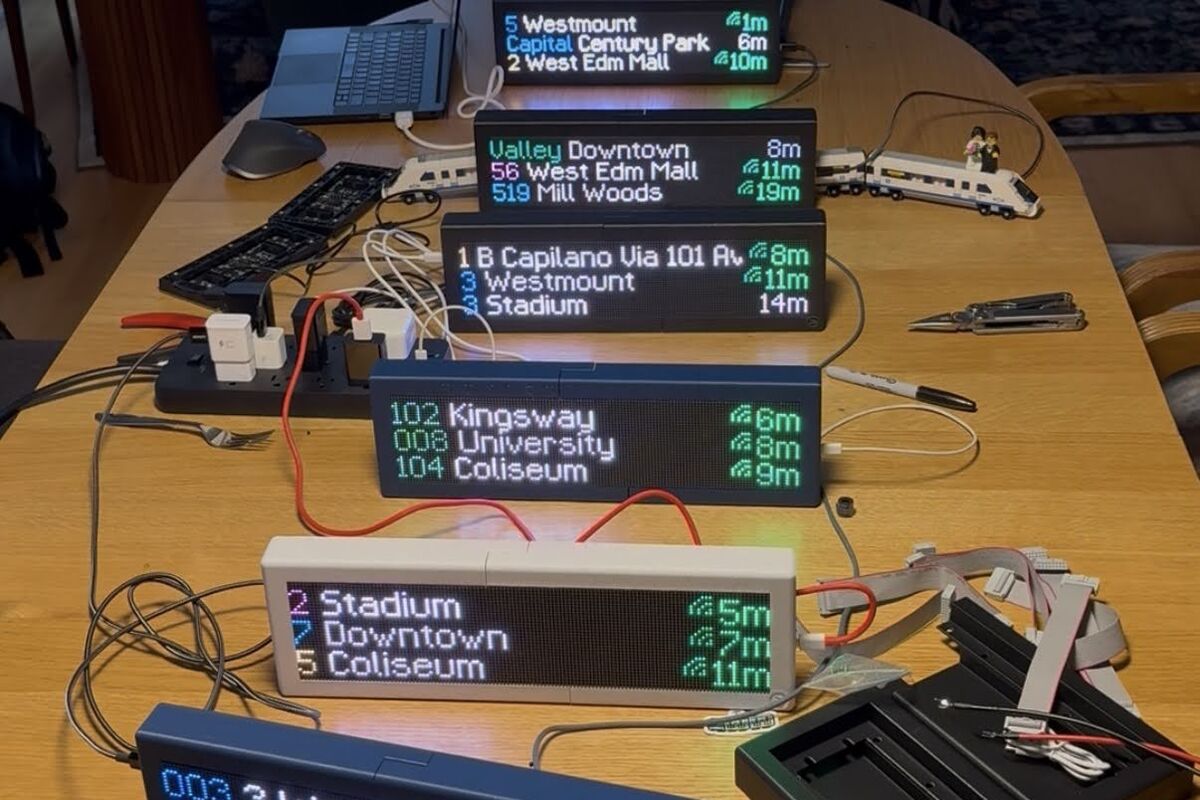 5 Westmount 1m
Capital Century Park 6m
2 West Edm Mall 10m
Valley Downtown 8m
56 West Edm Mall 11m
519 Mill Woods 19m
1 B Capilano Via 101 Av 8m
3 Westmount 11m
3 Stadium 14m
102 Kingsway 6m
008 University 8m
104 Coliseum 9m
2 Stadium 5m
7 Downtown 7m
5 Coliseum 11m
003